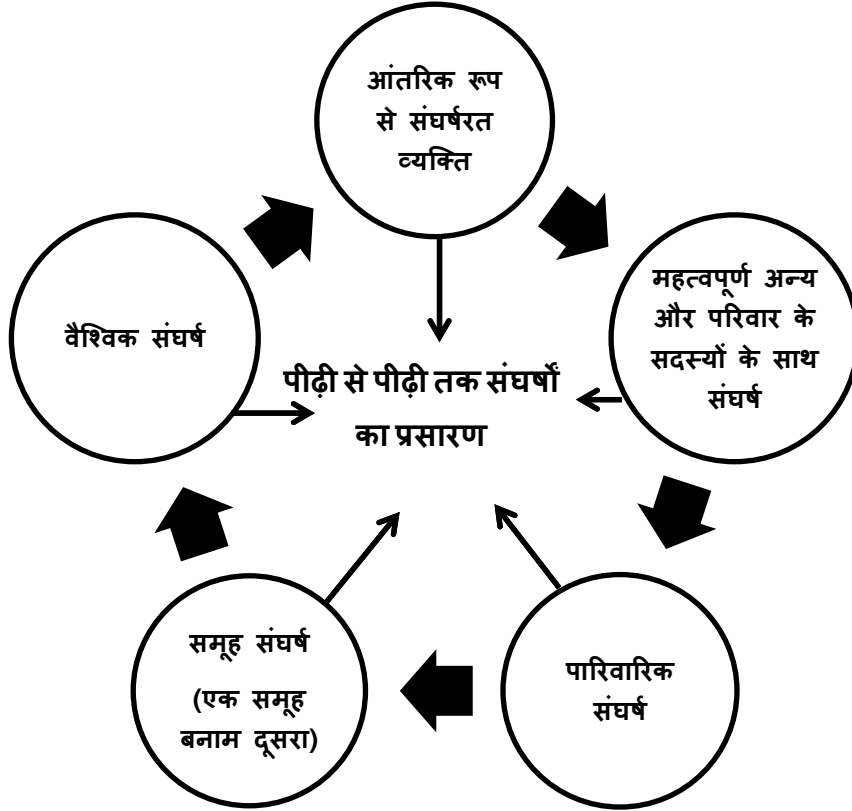 आंतरिक रूप
से संघर्षरत
व्यक्ति
महत्वपूर्ण अन्य
और परिवार के
सदस्यों के साथ
संघर्ष
वैश्विक संघर्ष
पीढ़ी से पीढ़ी तक संघर्षों
का प्रसारण
समूह संघर्ष
(एक समूह
बनाम दूसरा)
पारिवारिक
संघर्ष